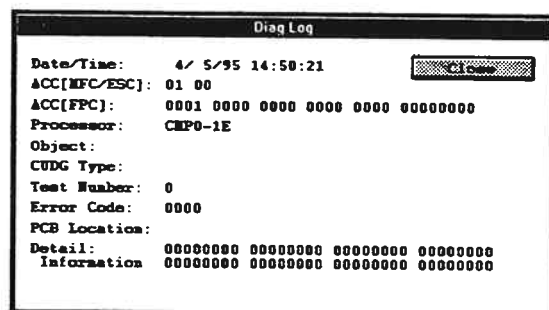 Diag Log
Date/Time: 4/ 5/95 14:50:21
Close
ACC[MFC/ESC]: 01 00
ACC[FPC]: 0001 0000 0000 0000 0000 00000000
Processor: CMP0-1E
Object:
CUDG Type:
Test Number: 0
Error Code: 0000
PCB Location:
Detail: 00000000 00000000 00000000 00000000
Information 00000000 00000000 00000000 00000000